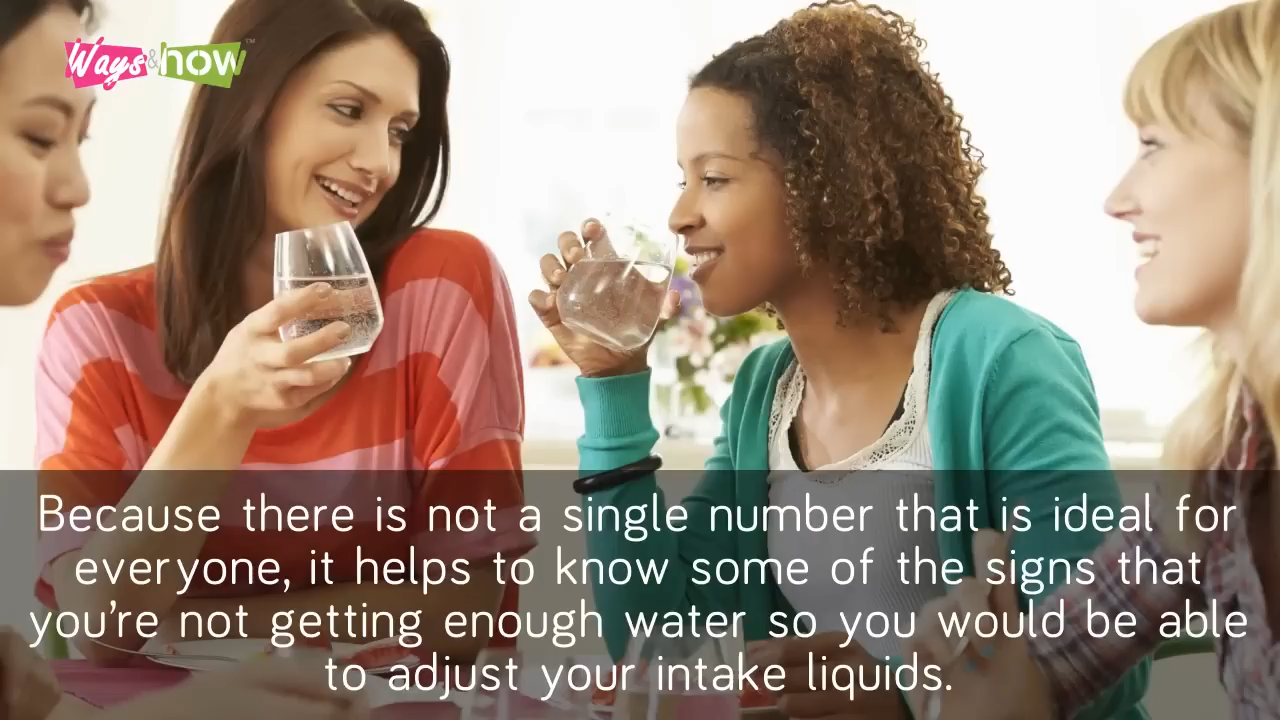 Ways & how™
Because there is not a single number that is ideal for
everyone, it helps to know some of the signs that
you're not getting enough water so you would be able
to adjust your intake liquids.